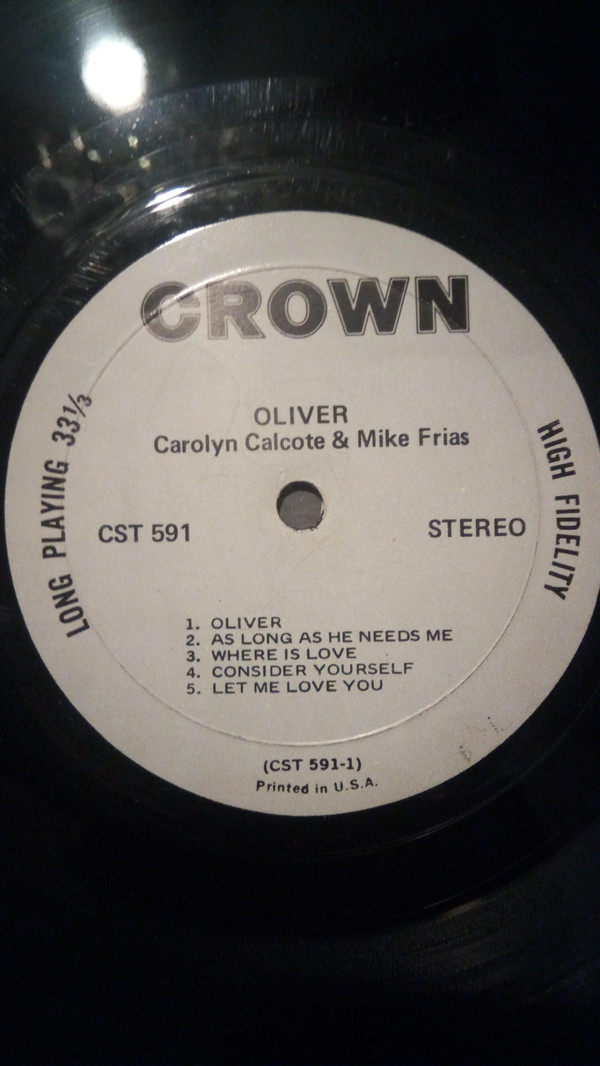 CROWN
OLIVER
Carolyn Calcote & Mike Frias
LONG PLAYING 33⅓
HIGH FIDELITY
CST 591
STEREO
1. OLIVER
2. AS LONG AS HE NEEDS ME
3. WHERE IS LOVE
4. CONSIDER YOURSELF
5. LET ME LOVE YOU
(CST 591-1)
Printed in U.S.A.